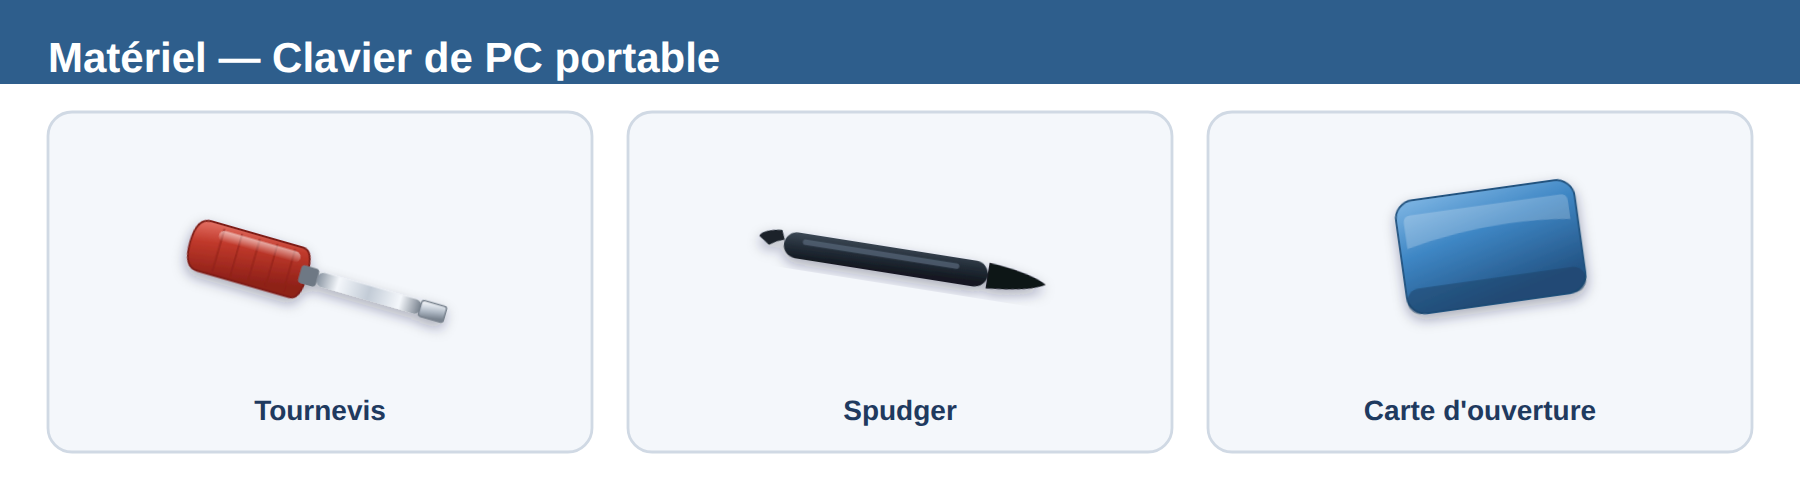 Matériel — Clavier de PC portable
Tournevis
Spudger
Carte d'ouverture